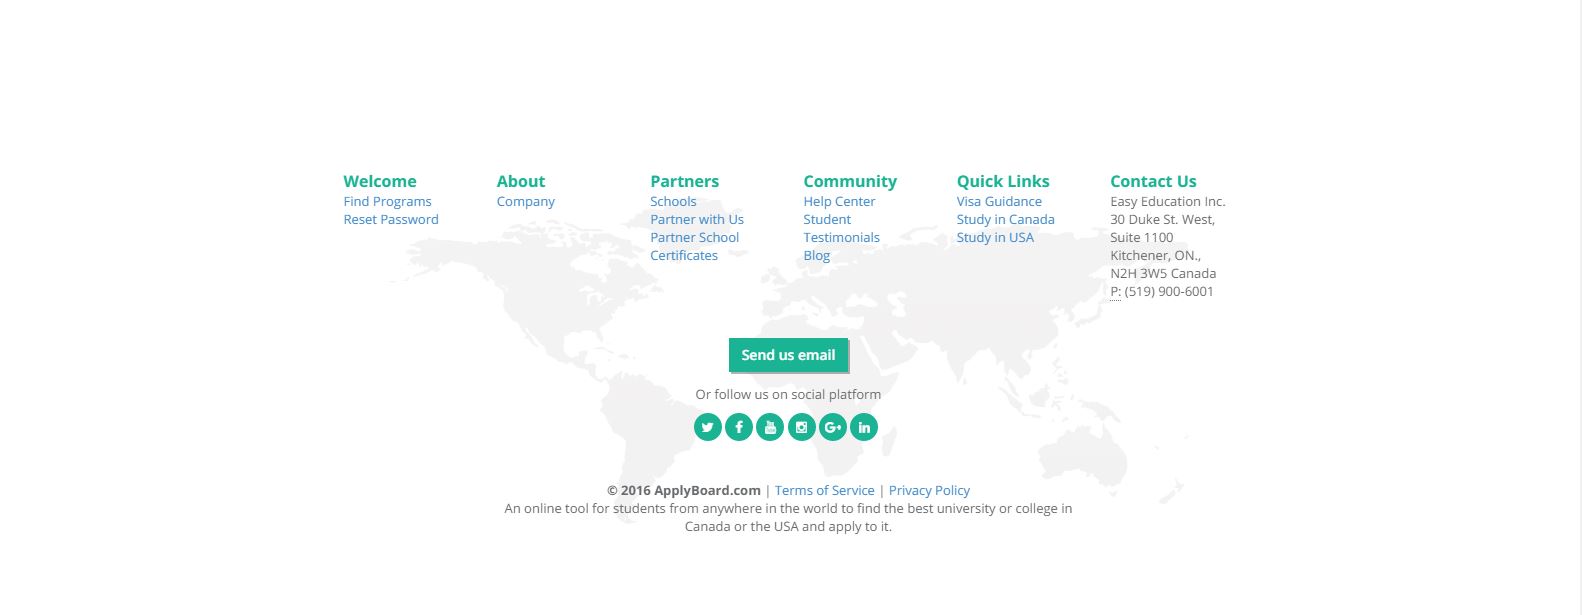 Welcome
Find Programs
Reset Password
About
Company
Partners
Schools
Partner with Us
Partner School
Certificates
Community
Help Center
Student
Testimonials
Blog
Quick Links
Visa Guidance
Study in Canada
Study in USA
Contact Us
Easy Education Inc.
30 Duke St. West,
Suite 1100
Kitchener, ON.,
N2H 3W5 Canada
P: (519) 900-6001
Send us email
Or follow us on social platform
© 2016 ApplyBoard.com | Terms of Service | Privacy Policy
An online tool for students from anywhere in the world to find the best university or college in
Canada or the USA and apply to it.